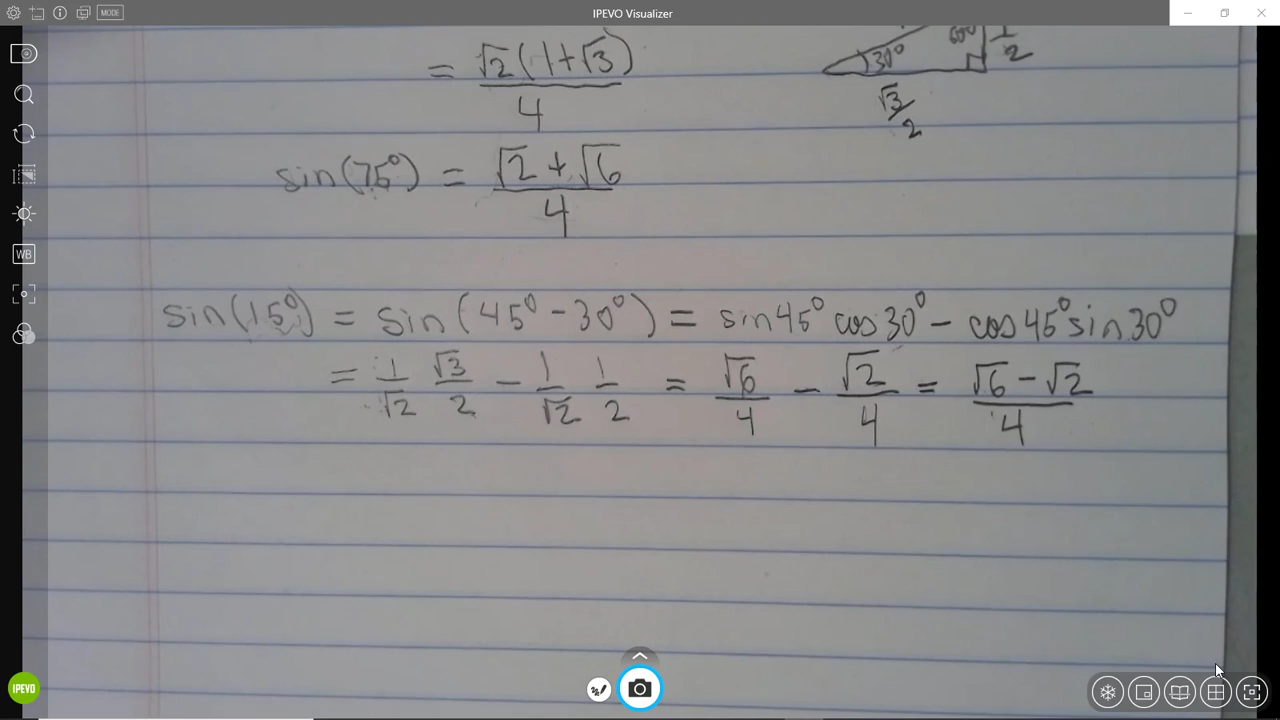 IPEVO Visualizer
MODE
= √2(1+√3)/4
30° 60° 1/2
√3/2
sin(75°) = (√2 + √6)/4
WB
sin(15°) = sin(45° - 30°) = sin45° cos30° - cos45° sin30°
= 1/√2 √3/2 - 1/√2 1/2 = √6/4 - √2/4 = (√6 - √2)/4
IPEVO